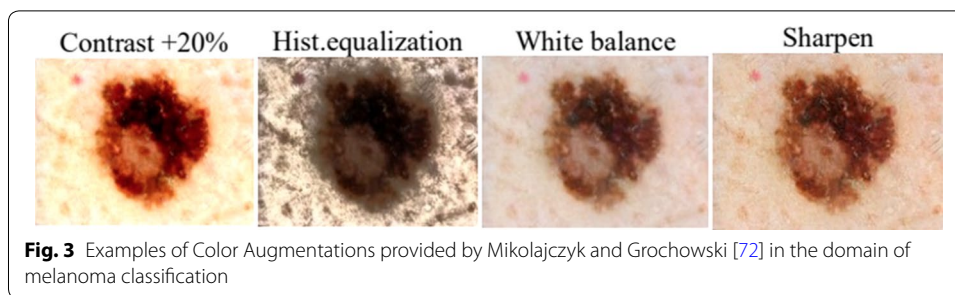 Contrast +20% Hist.equalization White balance Sharpen
Fig. 3 Examples of Color Augmentations provided by Mikolajczyk and Grochowski [72] in the domain of
melanoma classification